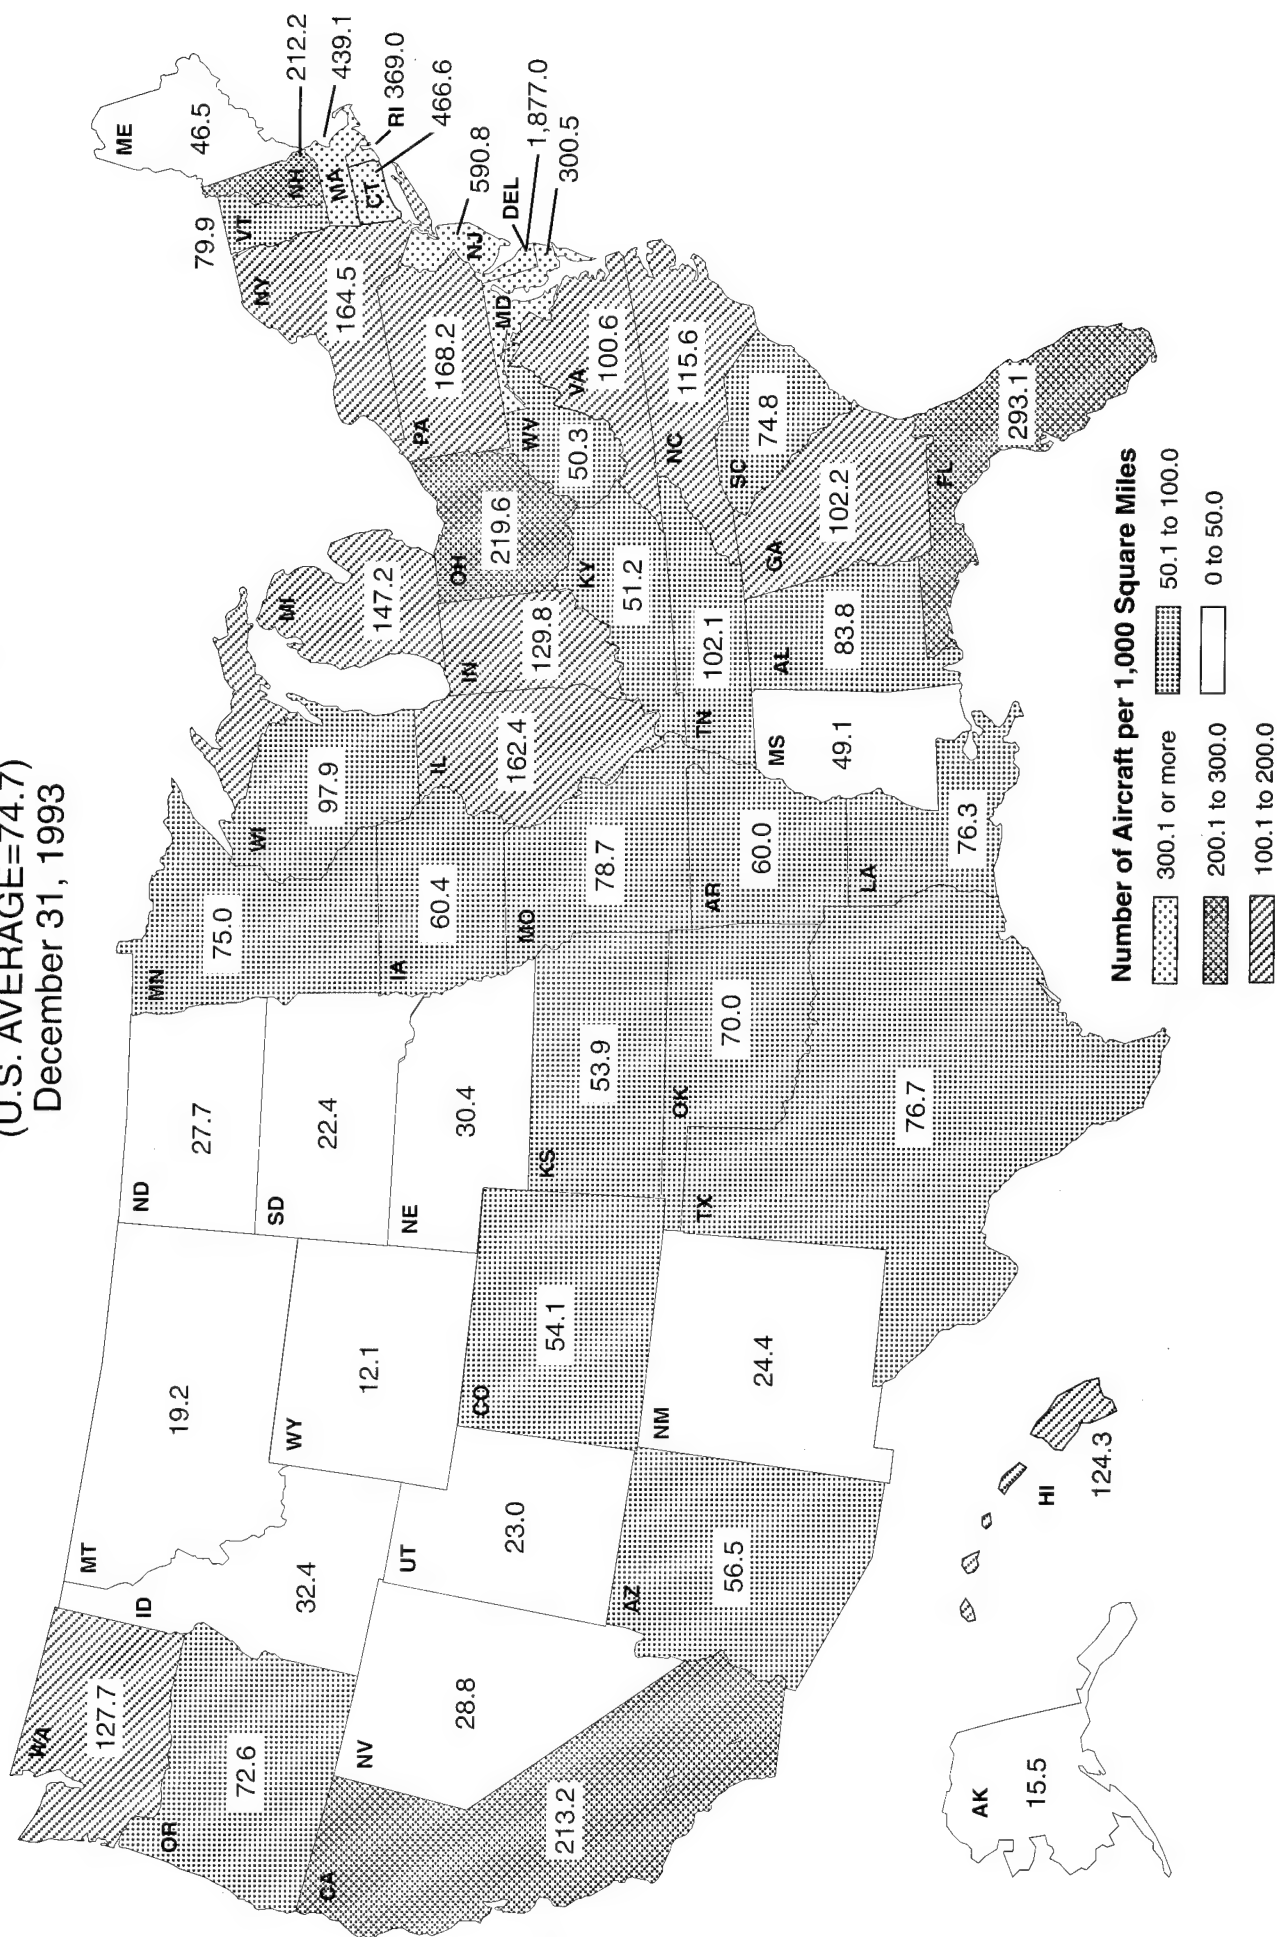 (U.S. AVERAGE=74.7)
December 31, 1993
WA
127.7
OR
72.6
CA
213.2
NV
28.8
ID
32.4
MT
19.2
WY
12.1
UT
23.0
AZ
56.5
CO
54.1
NM
24.4
ND
27.7
SD
22.4
NE
30.4
KS
53.9
OK
70.0
TX
76.7
MN
75.0
IA
60.4
MO
78.7
AR
60.0
LA
76.3
WI
97.9
IL
162.4
MI
147.2
IN
129.8
OH
219.6
KY
51.2
TN
102.1
MS
49.1
AL
83.8
GA
102.2
FL
293.1
SC
74.8
NC
115.6
VA
100.6
WV
50.3
PA
168.2
NY
164.5
VT
79.9
ME
46.5
NH
212.2
MA
439.1
RI 369.0
CT
466.6
NJ
590.8
DEL
1,877.0
MD
300.5
AK
15.5
HI
124.3
Number of Aircraft per 1,000 Square Miles
300.1 or more
50.1 to 100.0
200.1 to 300.0
0 to 50.0
100.1 to 200.0